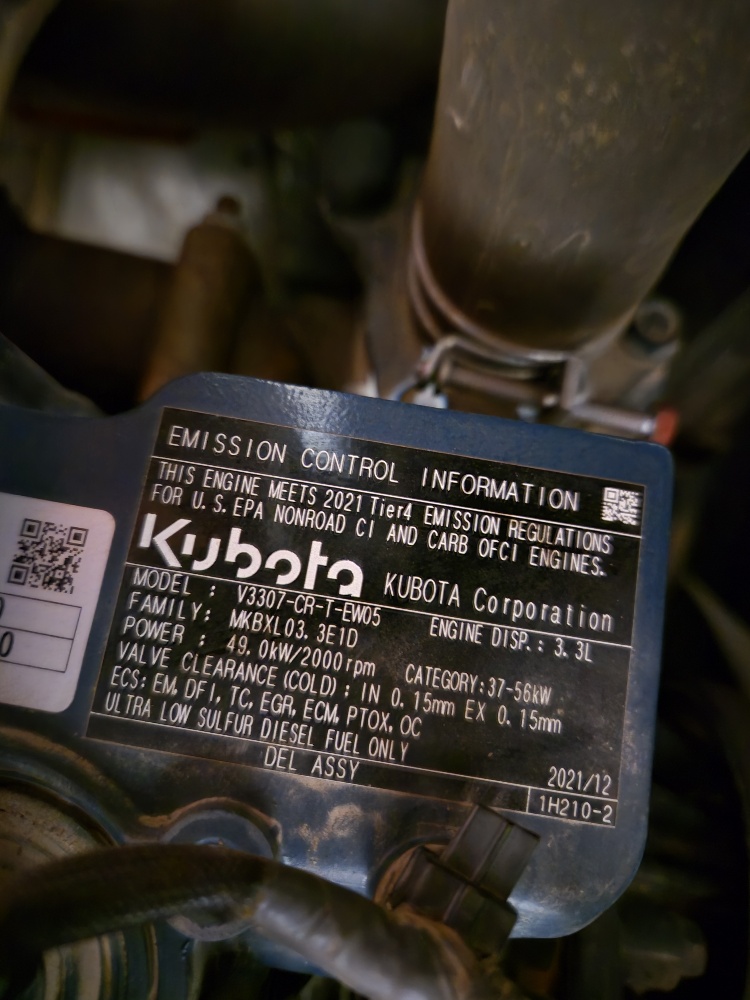 EMISSION CONTROL INFORMATION
THIS ENGINE MEETS 2021 Tier4 EMISSION REGULATIONS
FOR U.S. EPA NONROAD CI AND CARB OFCI ENGINES.
Kubota KUBOTA Corporation
MODEL : V3307-CR-T-EW05 ENGINE DISP.: 3.3L
FAMILY: MKBXL03.3E1D
POWER : 49.0kW/2000rpm CATEGORY:37-56kW
VALVE CLEARANCE(COLD): IN 0.15mm EX 0.15mm
ECS: EM, DFI, TC, EGR, ECM, PTOX, OC
ULTRA LOW SULFUR DIESEL FUEL ONLY
DEL ASSY 2021/12
1H210-2
0